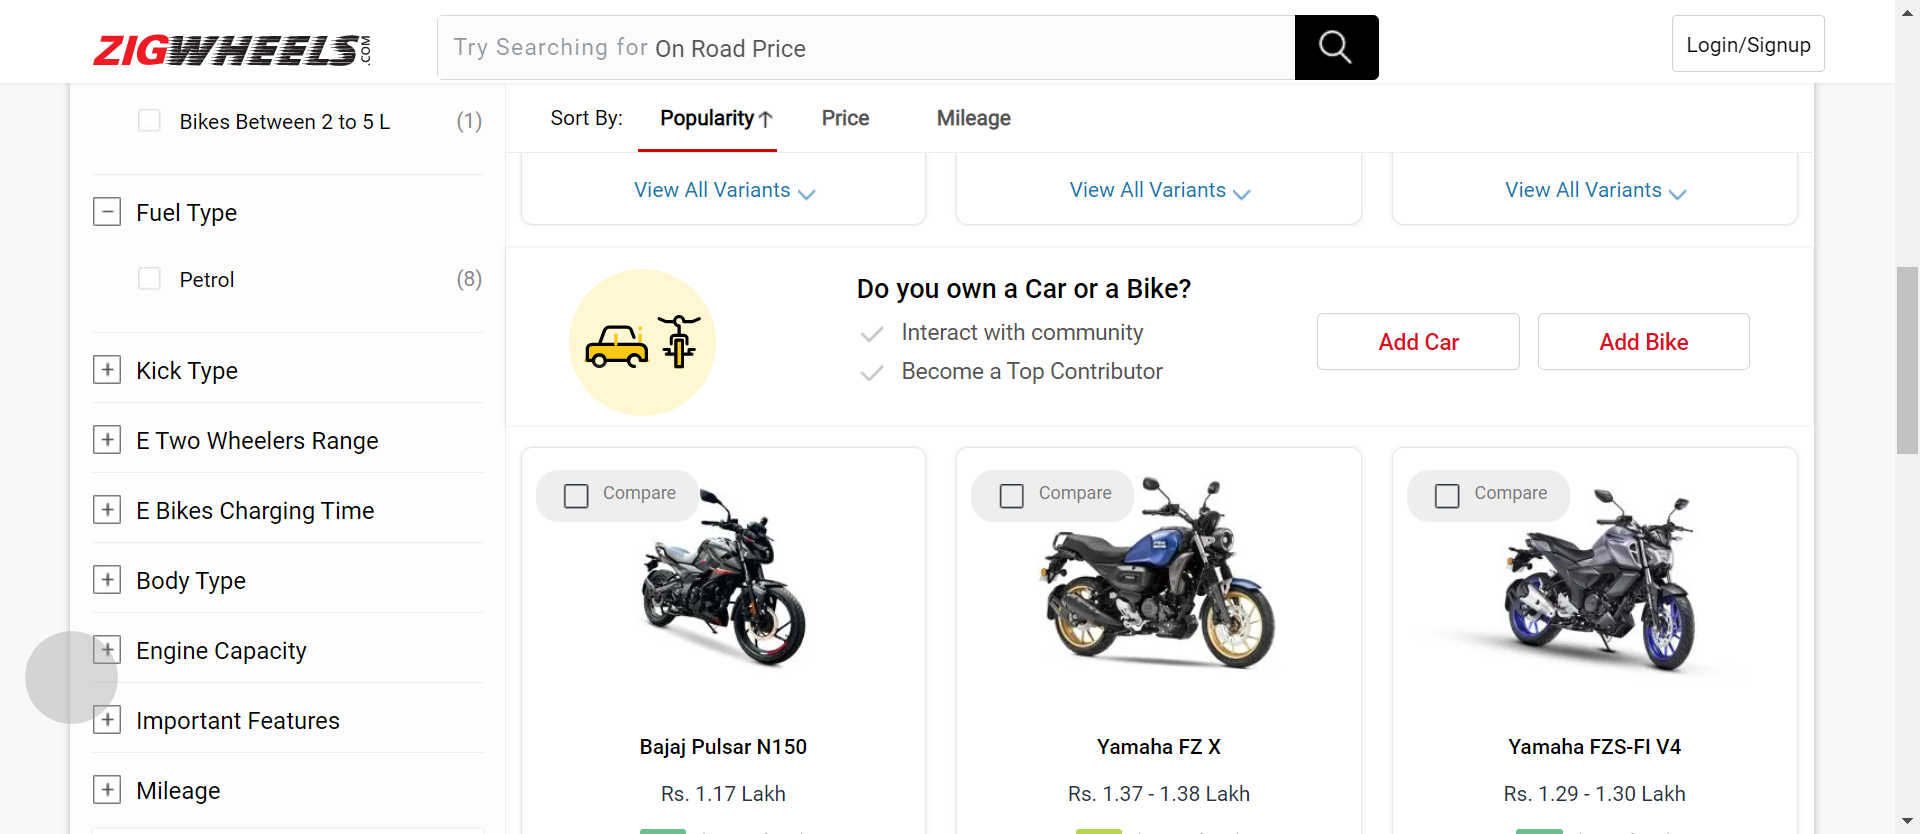 ZIGWHEELS.COM
Try Searching for On Road Price
Login/Signup
Bikes Between 2 to 5 L (1)
Fuel Type
Petrol (8)
Kick Type
E Two Wheelers Range
E Bikes Charging Time
Body Type
Engine Capacity
Important Features
Mileage
Sort By: Popularity Price Mileage
View All Variants View All Variants View All Variants
Do you own a Car or a Bike?
Interact with community
Become a Top Contributor
Add Car Add Bike
Compare Compare Compare
Bajaj Pulsar N150 Yamaha FZ X Yamaha FZS-FI V4
Rs. 1.17 Lakh Rs. 1.37 - 1.38 Lakh Rs. 1.29 - 1.30 Lakh